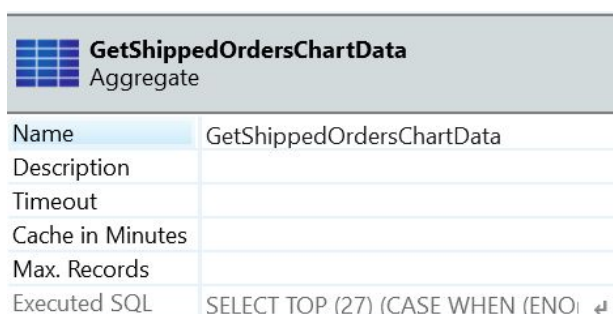 GetShippedOrdersChartData
Aggregate
Name GetShippedOrdersChartData
Description
Timeout
Cache in Minutes
Max. Records
Executed SQL SELECT TOP (27) (CASE WHEN